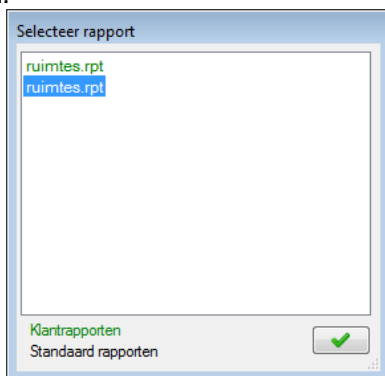 Selecteer rapport
ruimtes.rpt
ruimtes.rpt
Klantrapporten
Standaard rapporten